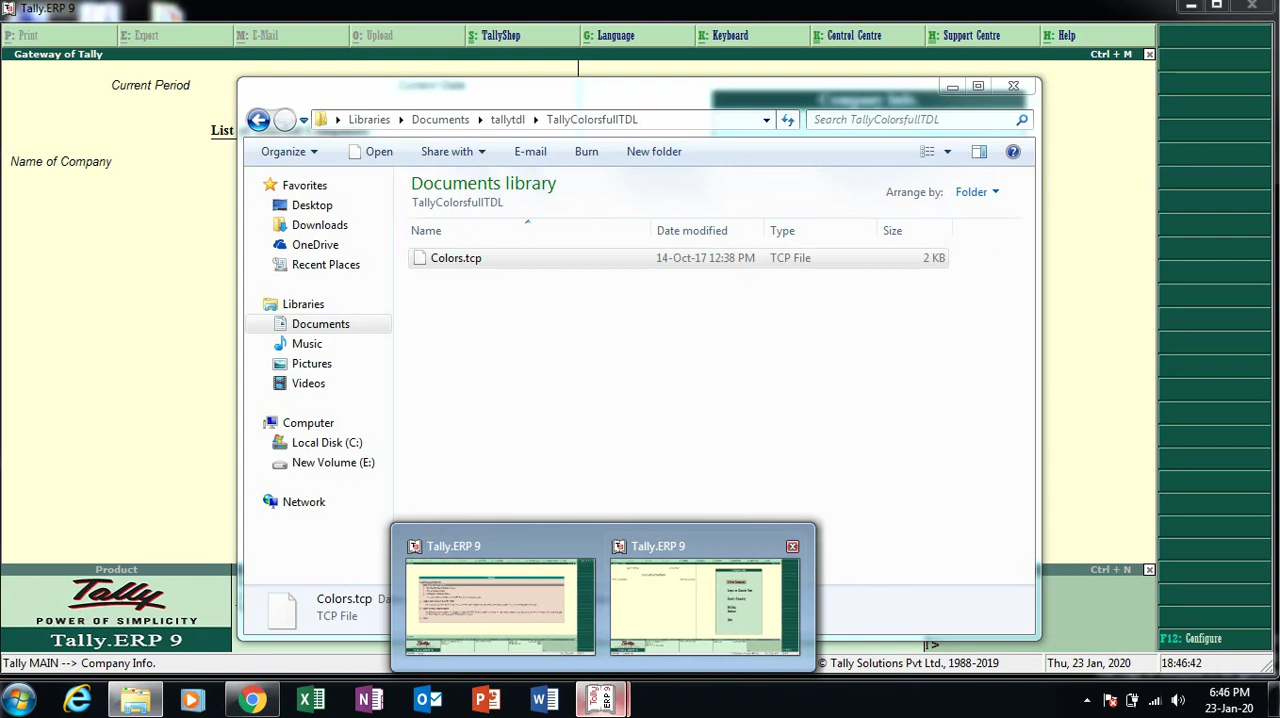 Tally.ERP 9
P: Print
E: Export
M: E-Mail
O: Upload
S: TallyShop
G: Language
K: Keyboard
K: Control Centre
H: Support Centre
H: Help
Gateway of Tally
Ctrl + M
Current Period
Current Date
Company Info.
List
Name of Company
Libraries
Documents
tallytdl
TallyColorsfullTDL
Search TallyColorsfullTDL
Organize
Open
Share with
E-mail
Burn
New folder
Documents library
TallyColorsfullTDL
Arrange by: Folder
Name
Date modified
Type
Size
Colors.tcp
14-Oct-17 12:38 PM
TCP File
2 KB
Favorites
Desktop
Downloads
OneDrive
Recent Places
Libraries
Documents
Music
Pictures
Videos
Computer
Local Disk (C:)
New Volume (E:)
Network
Tally.ERP 9
Tally.ERP 9
Product
Ctrl + N
Tally
POWER OF SIMPLICITY
Tally.ERP 9
Colors.tcp Da
TCP File
F12: Configure
Tally MAIN --> Company Info.
© Tally Solutions Pvt Ltd., 1988-2019
Thu, 23 Jan, 2020
18:46:42
6:46 PM
23-Jan-20